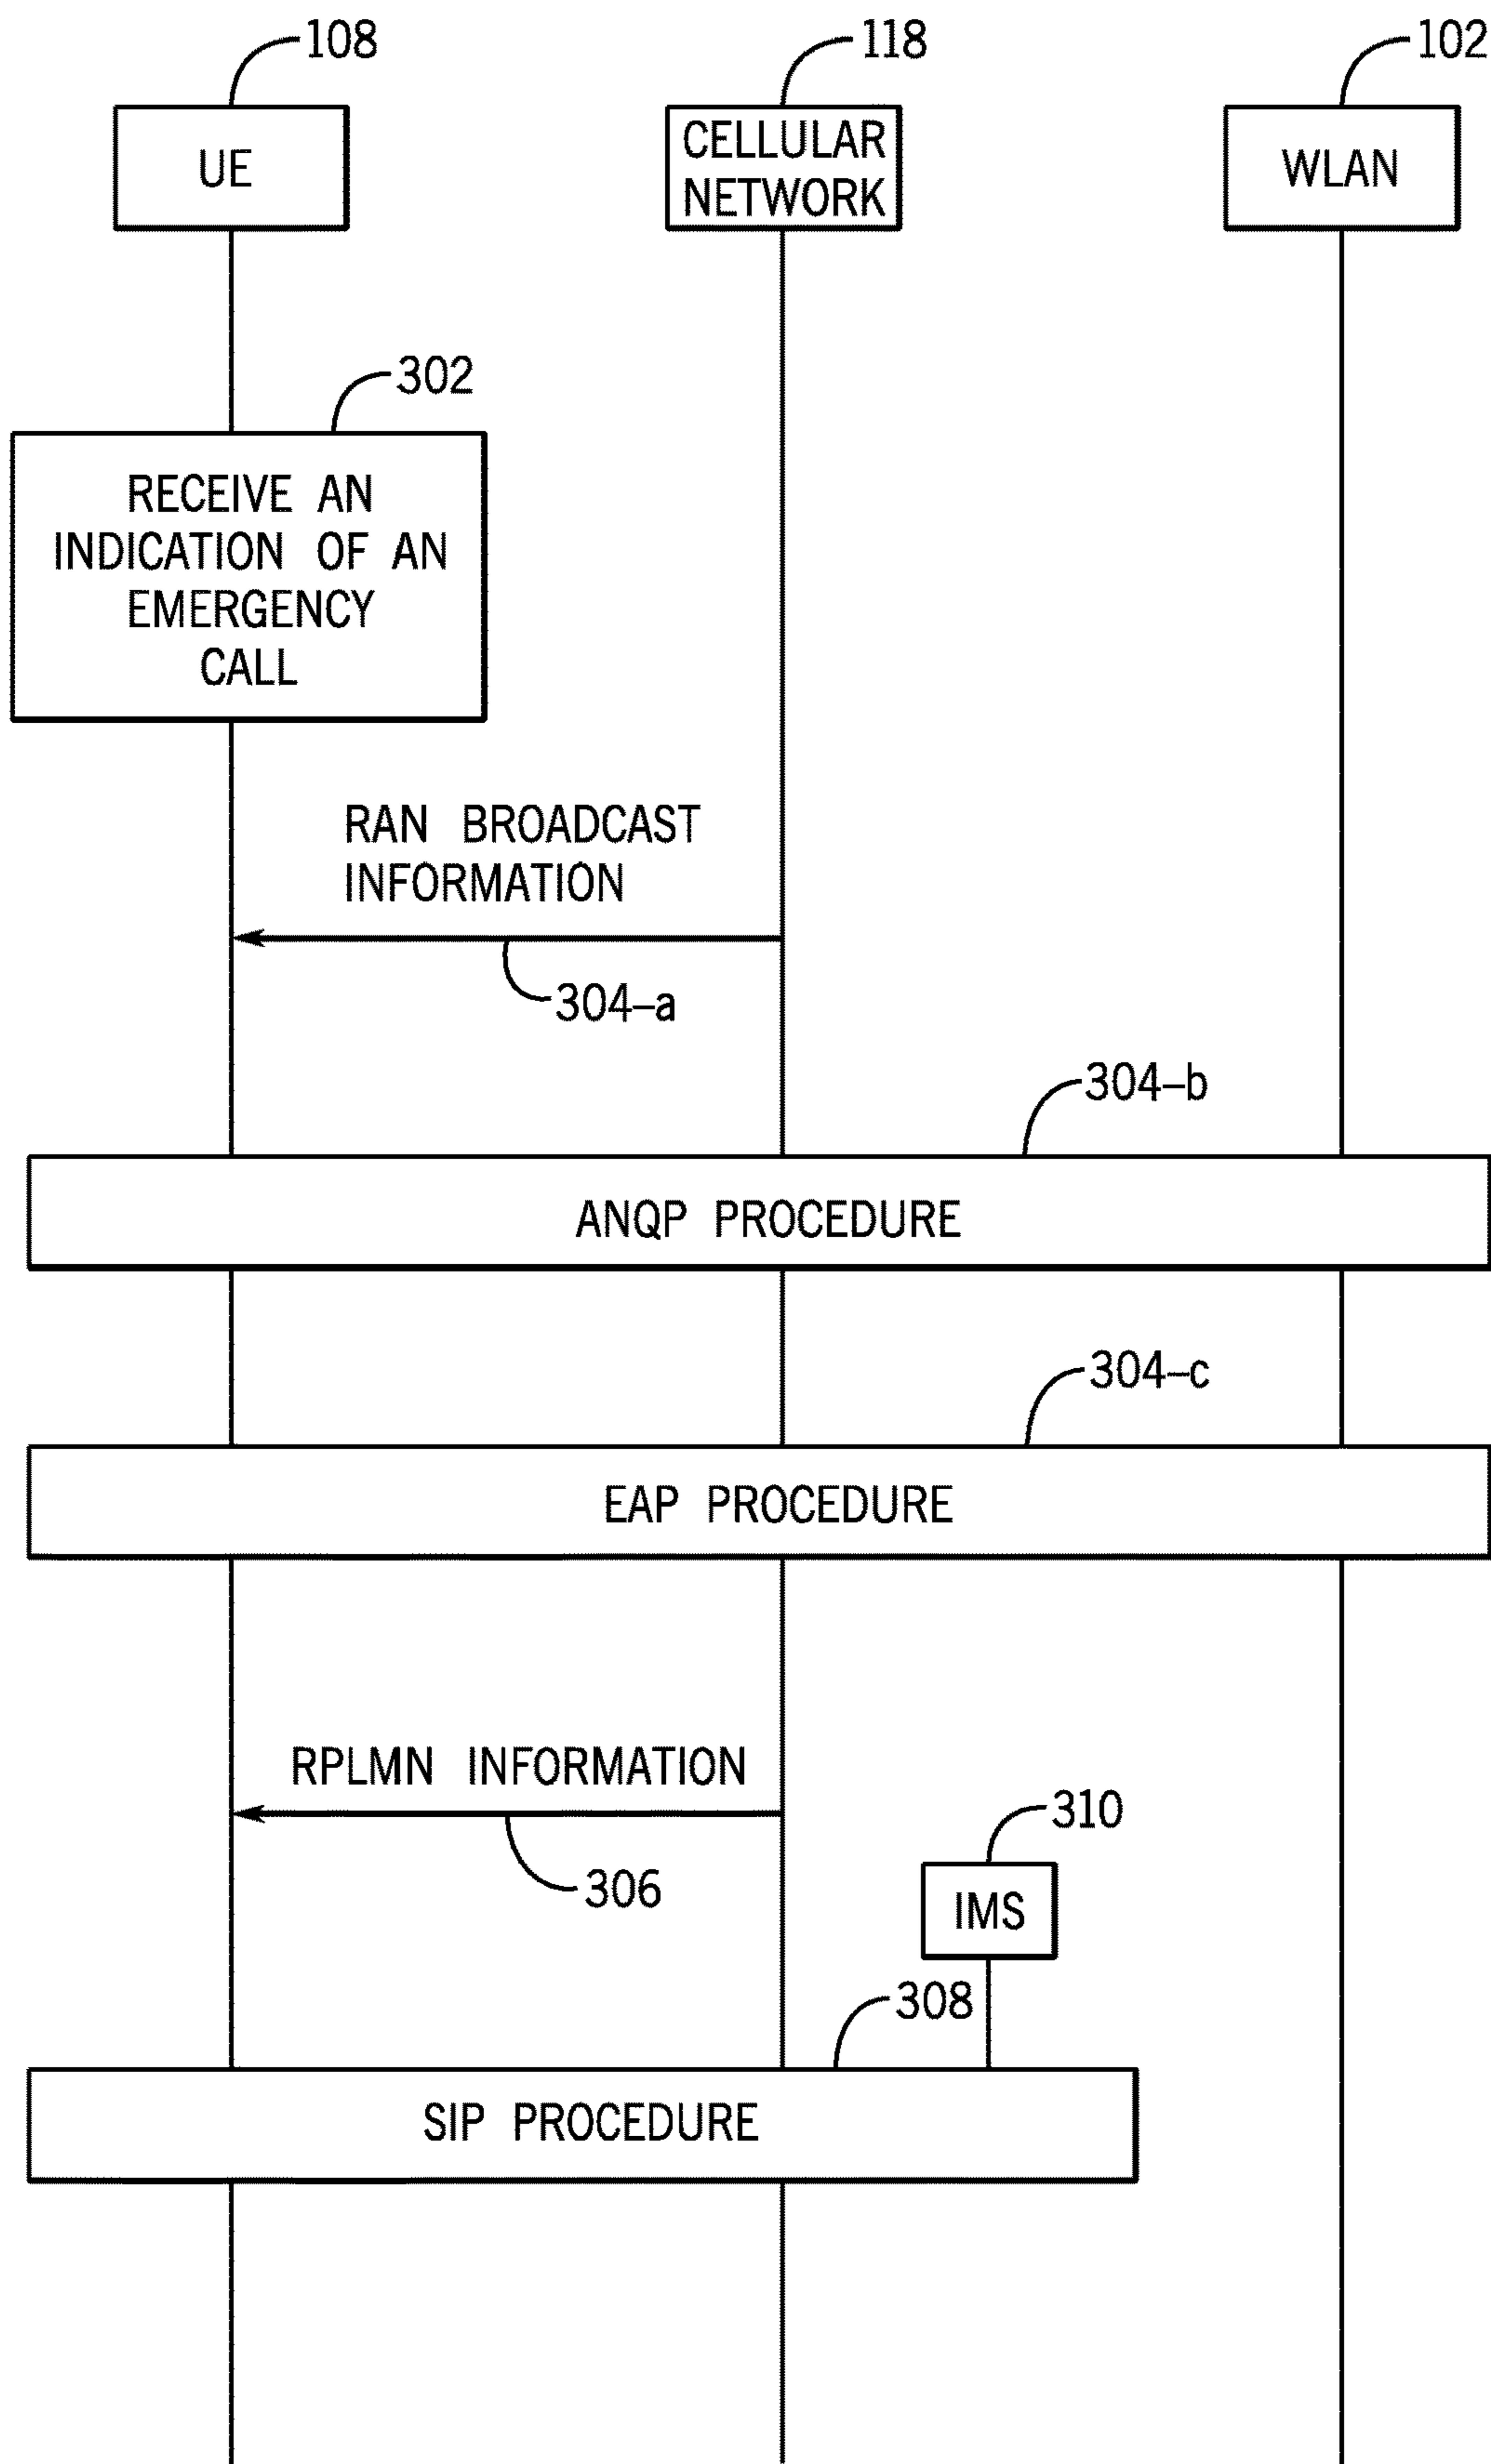 108
118
102
UE
CELLULAR
NETWORK
WLAN
302
RECEIVE AN
INDICATION OF AN
EMERGENCY
CALL
RAN BROADCAST
INFORMATION
304-a
304-b
ANQP PROCEDURE
304-c
EAP PROCEDURE
RPLMN INFORMATION
306
310
IMS
308
SIP PROCEDURE